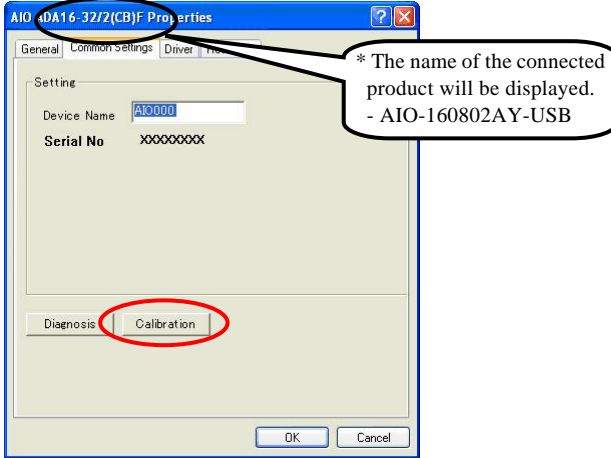 AIO ADA16-32/2(CB)F Properties
General Common Settings Driver
* The name of the connected
product will be displayed.
- AIO-160802AY-USB
Setting
Device Name AIO000
Serial No XXXXXXXX
Diagnosis Calibration
OK Cancel